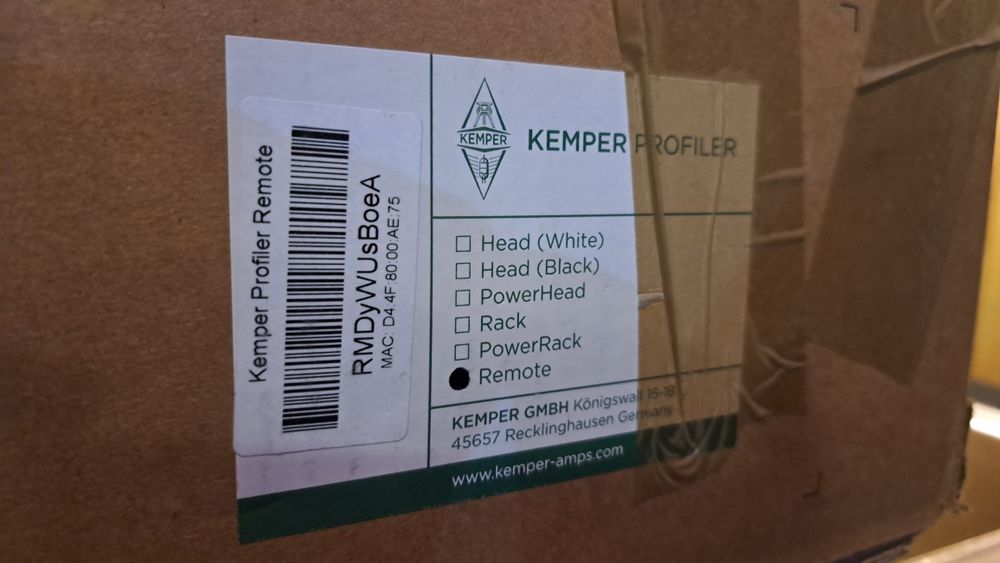 Kemper Profiler Remote
RMDyWUsBoeA
MAC: D4:4F:80:00:AE:75
KEMPER
KEMPER PROFILER
Head (White)
Head (Black)
PowerHead
Rack
PowerRack
Remote
KEMPER GMBH Königswall 16-18
45657 Recklinghausen Germany
www.kemper-amps.com